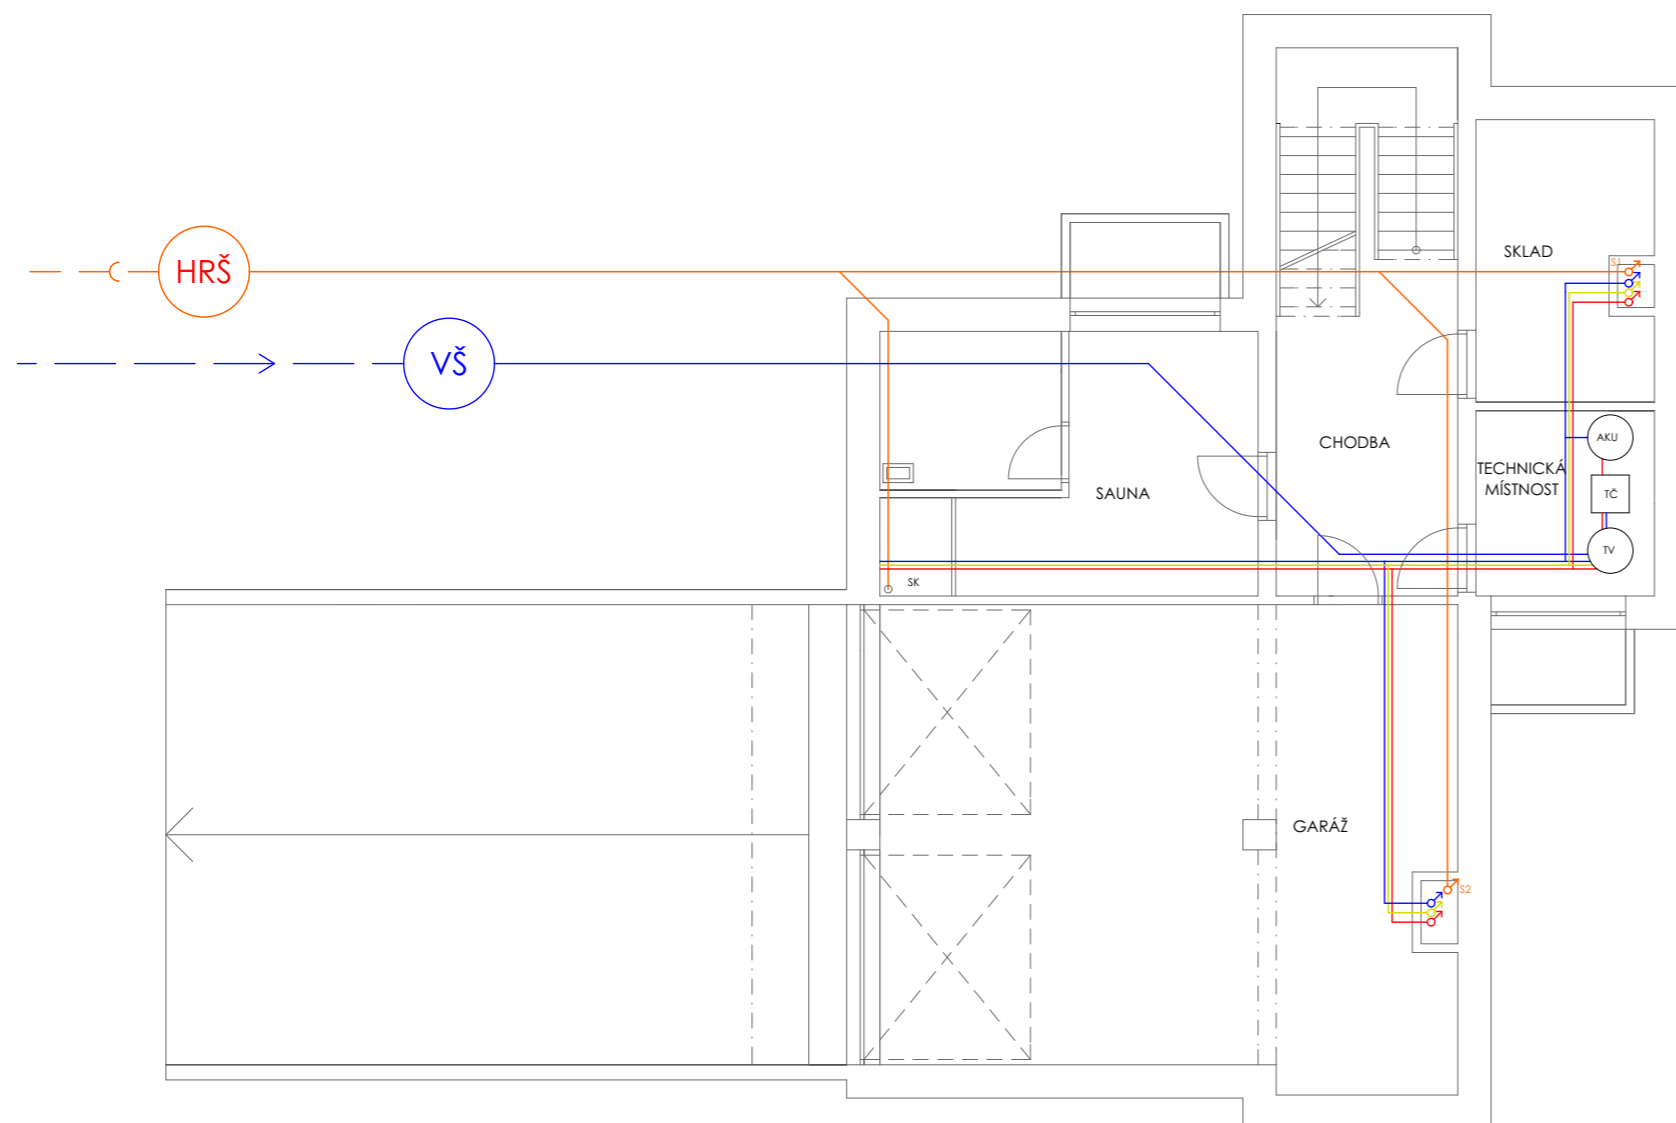 HRŠ
SKLAD
S1
VŠ
CHODBA
AKU
TECHNICKÁ
MÍSTNOST
TČ
SAUNA
TV
SK
GARÁŽ
S2